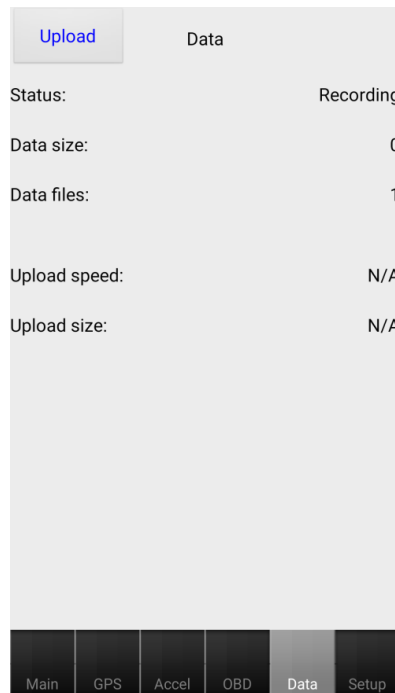 Upload Data
Status: Recording
Data size: 0
Data files: 1
Upload speed: N/A
Upload size: N/A
Main GPS Accel OBD Data Setup